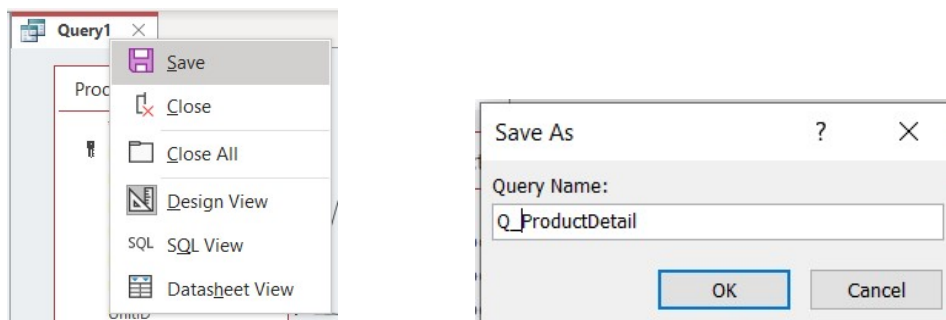 Query1
Proc
Save
Close
Close All
Design View
SQL SQL View
Datasheet View
UnitID
Save As ?
Query Name:
Q_ProductDetail
OK Cancel